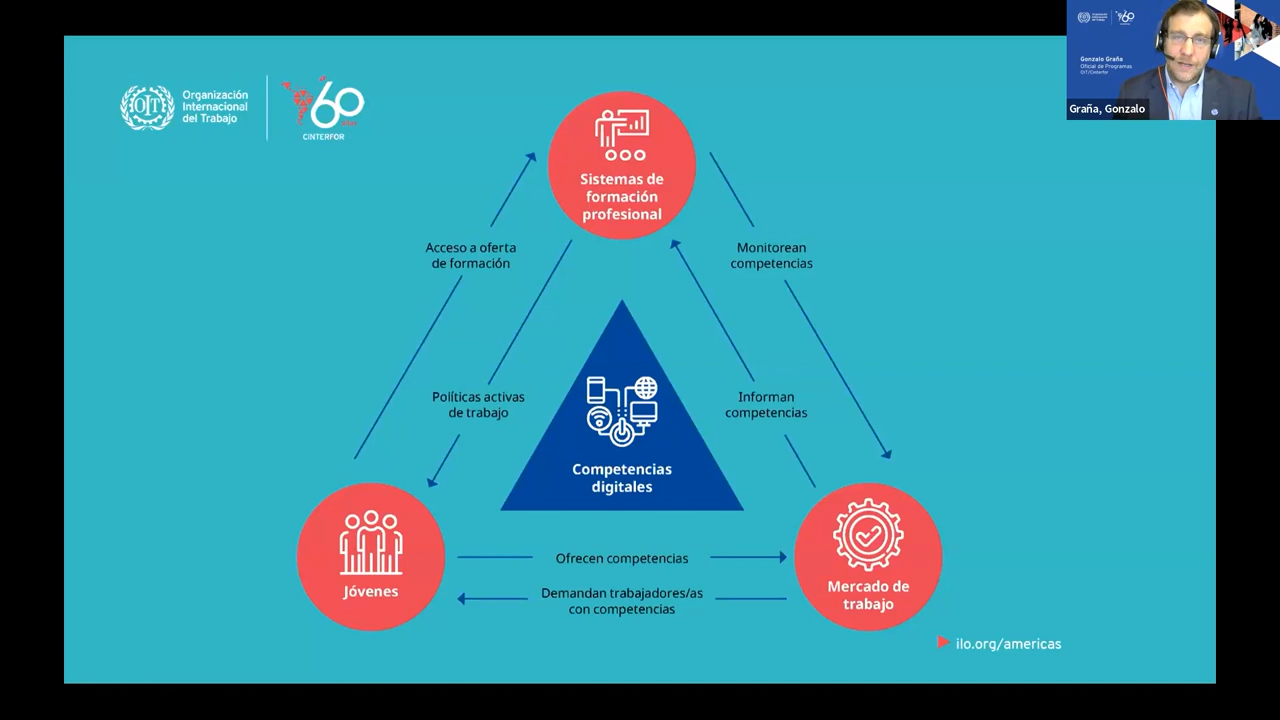 Organización
Internacional
del Trabajo
OIT
60
CINTERFOR
Sistemas de
formación
profesional
Acceso a oferta
de formación
Monitorean
competencias
Políticas activas
de trabajo
Informan
competencias
Competencias
digitales
Jóvenes
Ofrecen competencias
Demandan trabajadores/as
con competencias
Mercado de
trabajo
ilo.org/americas
Gonzalo Graña
Oficial de Programas
OIT/Cinterfor
Graña, Gonzalo